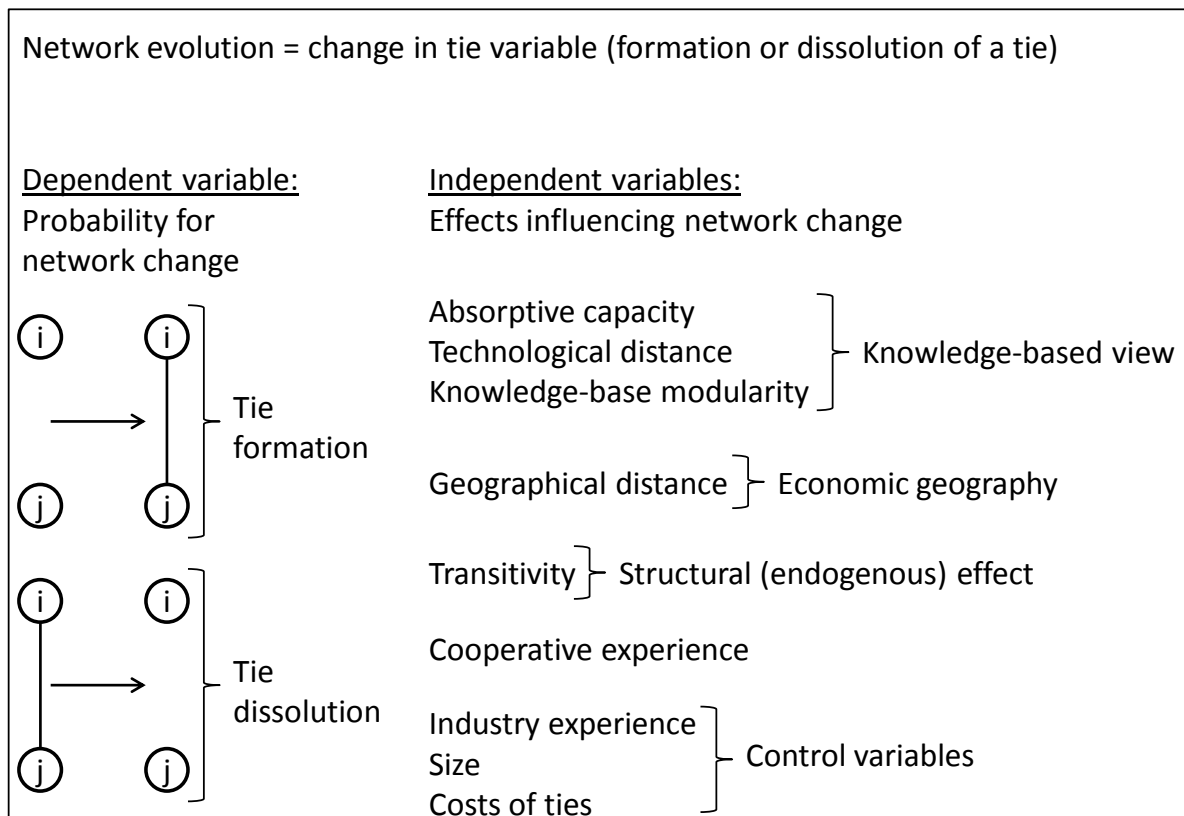 Network evolution = change in tie variable (formation or dissolution of a tie)
Dependent variable:
Probability for
network change
i
i
j
j
Tie
formation
i
i
j
j
Tie
dissolution
Independent variables:
Effects influencing network change
Absorptive capacity
Technological distance
Knowledge-base modularity
Knowledge-based view
Geographical distance
Economic geography
Transitivity
Structural (endogenous) effect
Cooperative experience
Industry experience
Size
Costs of ties
Control variables